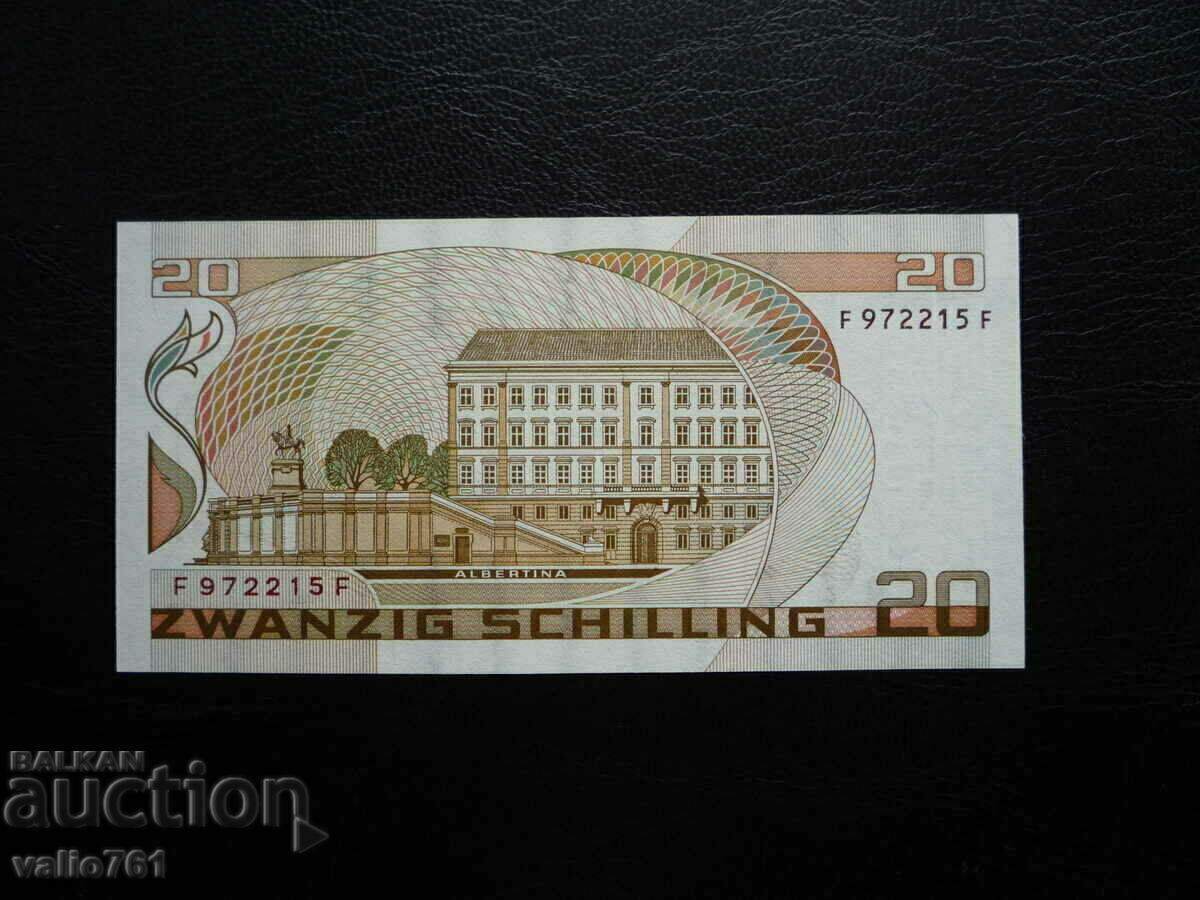 20 20
F 972215 F
ALBERTINA
F 972215 F
ZWANZIG SCHILLING 20
BALKAN
auction
valio761